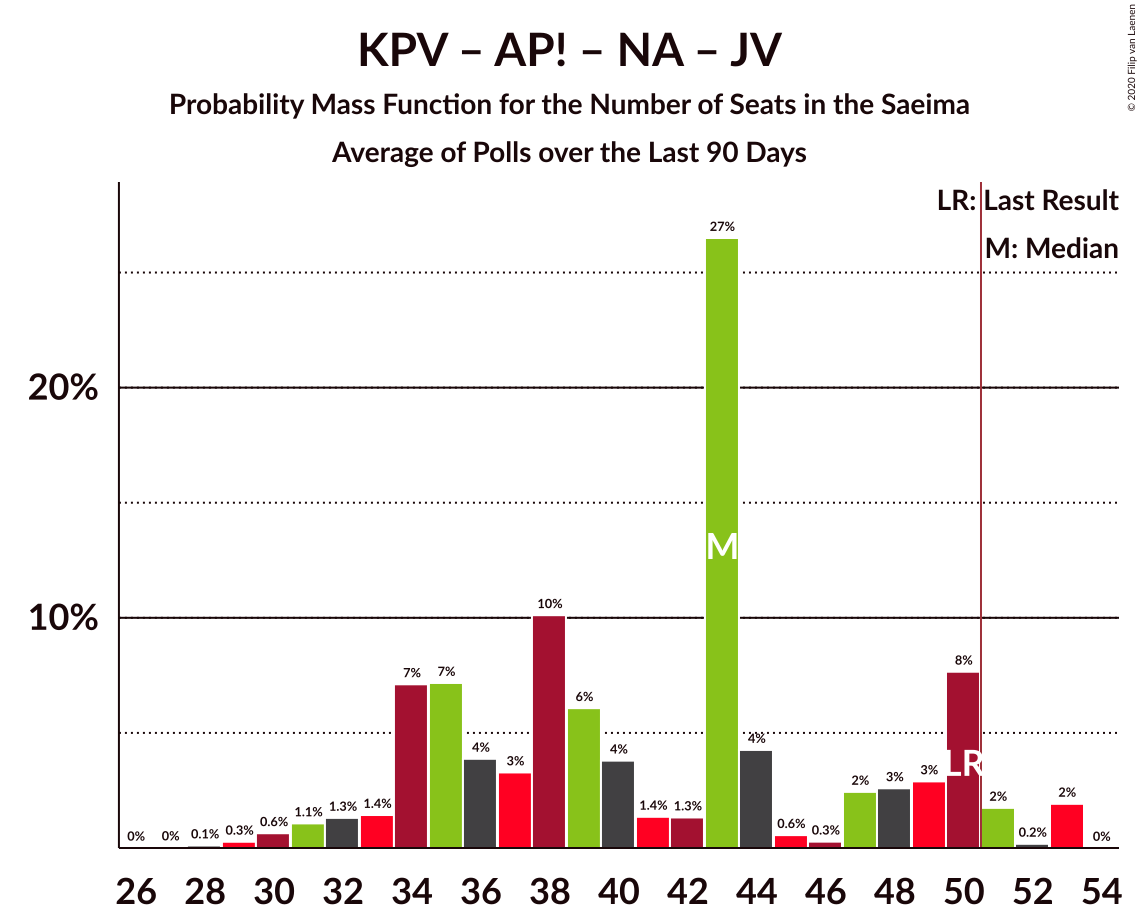 KPV – AP! – NA – JV
Probability Mass Function for the Number of Seats in the Saeima
Average of Polls over the Last 90 Days
© 2020 Filip van Laenen
LR: Last Result
M: Median
20%
10%
0% 0% 0.1% 0.3% 0.6% 1.1% 1.3% 1.4% 7% 7% 4% 3% 10% 6% 4% 1.4% 1.3% 27% 4% 0.6% 0.3% 2% 3% 3% 8% 2% 0.2% 2% 0%
M
LR
26 28 30 32 34 36 38 40 42 44 46 48 50 52 54